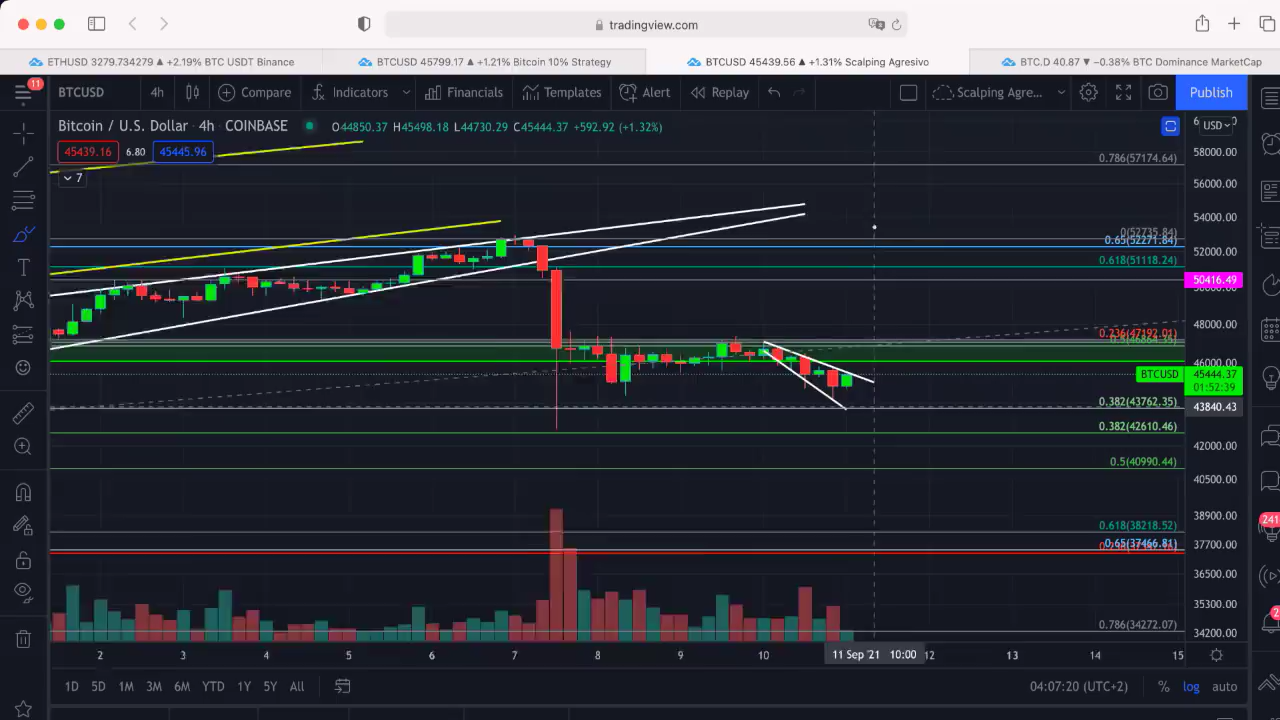 tradingview.com
ETHUSD 3279.734279 ▲ +2.19% BTC USDT Binance
BTCUSD 45799.17 ▲ +1.21% Bitcoin 10% Strategy
BTCUSD 45439.56 ▲ +1.31% Scalping Agresivo
BTC.D 40.87 ▼ −0.38% BTC Dominance MarketCap
11
BTCUSD
4h
Compare
Indicators
Financials
Templates
Alert
Replay
Scalping Agre...
Publish
Bitcoin / U.S. Dollar · 4h · COINBASE
O44850.37 H45498.18 L44730.29 C45444.37 +592.92 (+1.32%)
USD
45439.16
6.80
45445.96
7
58000.00
0.786(57174.64)
56000.00
54000.00
0(52735.84)
0.65(52271.84)
52000.00
0.618(51118.24)
50416.49
50000.00
48000.00
0.236(47192.01)
46000.00
BTCUSD
45444.37
01:52:39
0.382(43762.35)
43840.43
0.382(42610.46)
42000.00
0.5(40990.44)
40500.00
38900.00
0.618(38218.52)
37700.00
0.65(37466.81)
36500.00
35300.00
0.786(34272.07)
34200.00
241
2
2
3
4
5
6
7
8
9
10
11 Sep '21 10:00
12
13
14
15
1D
5D
1M
3M
6M
YTD
1Y
5Y
All
04:07:20 (UTC+2)
%
log
auto